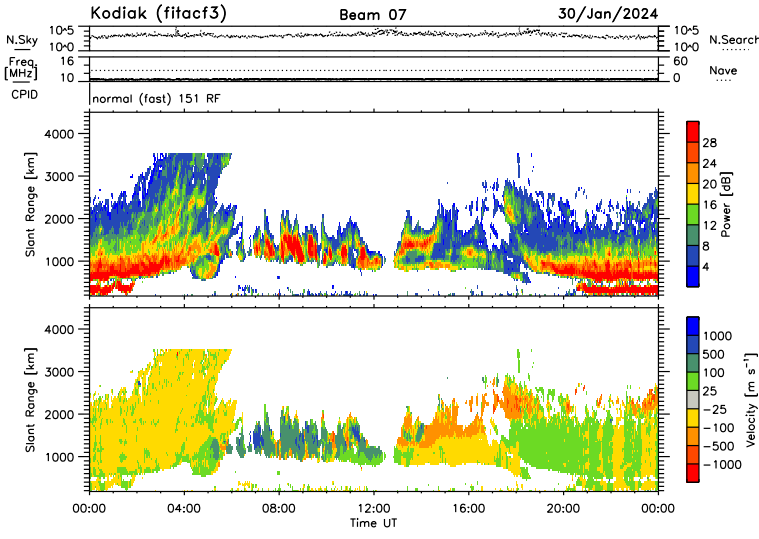 Kodiak (fitacf3) Beam 07 30/Jan/2024
N.Sky 10^5 10^0 10^5 10^0 N.Search
Freq. [MHz] 16 10 60 0 Nave
CPID normal (fast) 151 RF
Slant Range [km] 4000 3000 2000 1000
Power [dB] 28 24 20 16 12 8 4
Slant Range [km] 4000 3000 2000 1000
Velocity [m s^-1] 1000 500 100 25 -25 -100 -500 -1000
00:00 04:00 08:00 12:00 16:00 20:00 00:00
Time UT